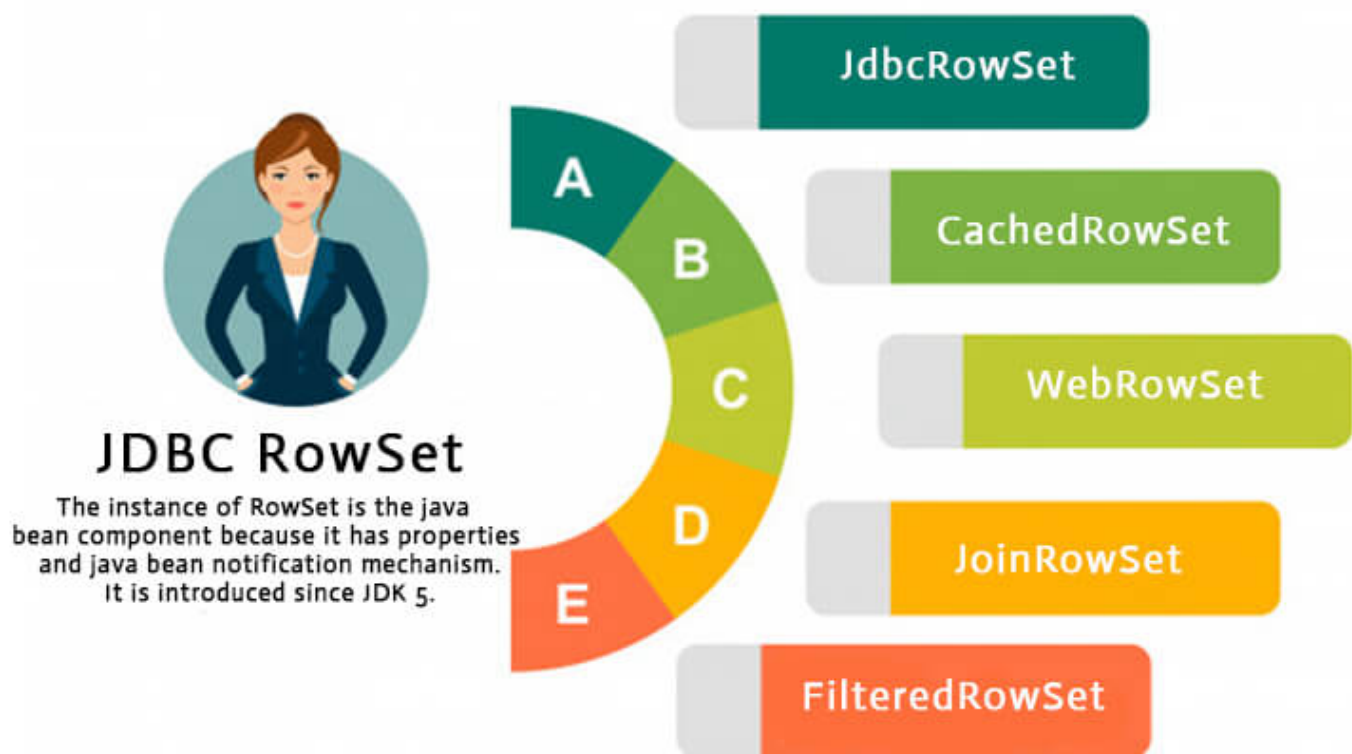 JDBC RowSet
The instance of RowSet is the java
bean component because it has properties
and java bean notification mechanism.
It is introduced since JDK 5.
A
JdbcRowSet
B
CachedRowSet
C
WebRowSet
D
JoinRowSet
E
FilteredRowSet